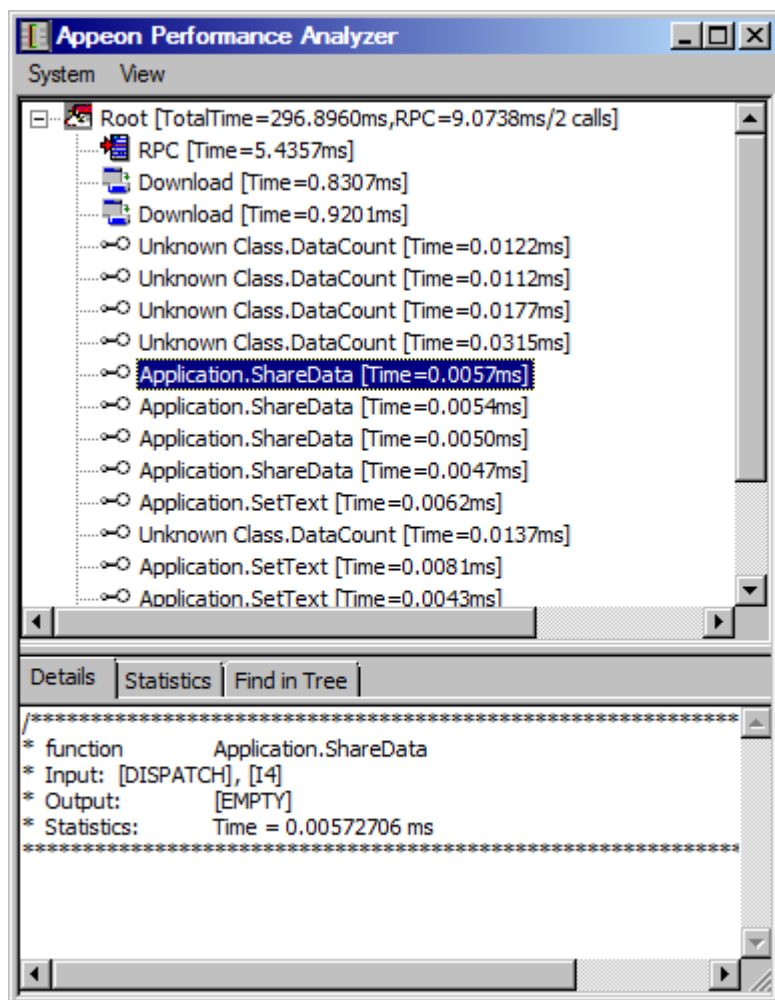 Appeon Performance Analyzer
System View
Root [TotalTime=296.8960ms,RPC=9.0738ms/2 calls]
RPC [Time=5.4357ms]
Download [Time=0.8307ms]
Download [Time=0.9201ms]
Unknown Class.DataCount [Time=0.0122ms]
Unknown Class.DataCount [Time=0.0112ms]
Unknown Class.DataCount [Time=0.0177ms]
Unknown Class.DataCount [Time=0.0315ms]
Application.ShareData [Time=0.0057ms]
Application.ShareData [Time=0.0054ms]
Application.ShareData [Time=0.0050ms]
Application.ShareData [Time=0.0047ms]
Application.SetText [Time=0.0062ms]
Unknown Class.DataCount [Time=0.0137ms]
Application.SetText [Time=0.0081ms]
Application.SetText [Time=0.0043ms]
Details Statistics Find in Tree
/***********************************************************
* function Application.ShareData
* Input: [DISPATCH], [I4]
* Output: [EMPTY]
* Statistics: Time = 0.00572706 ms
************************************************************